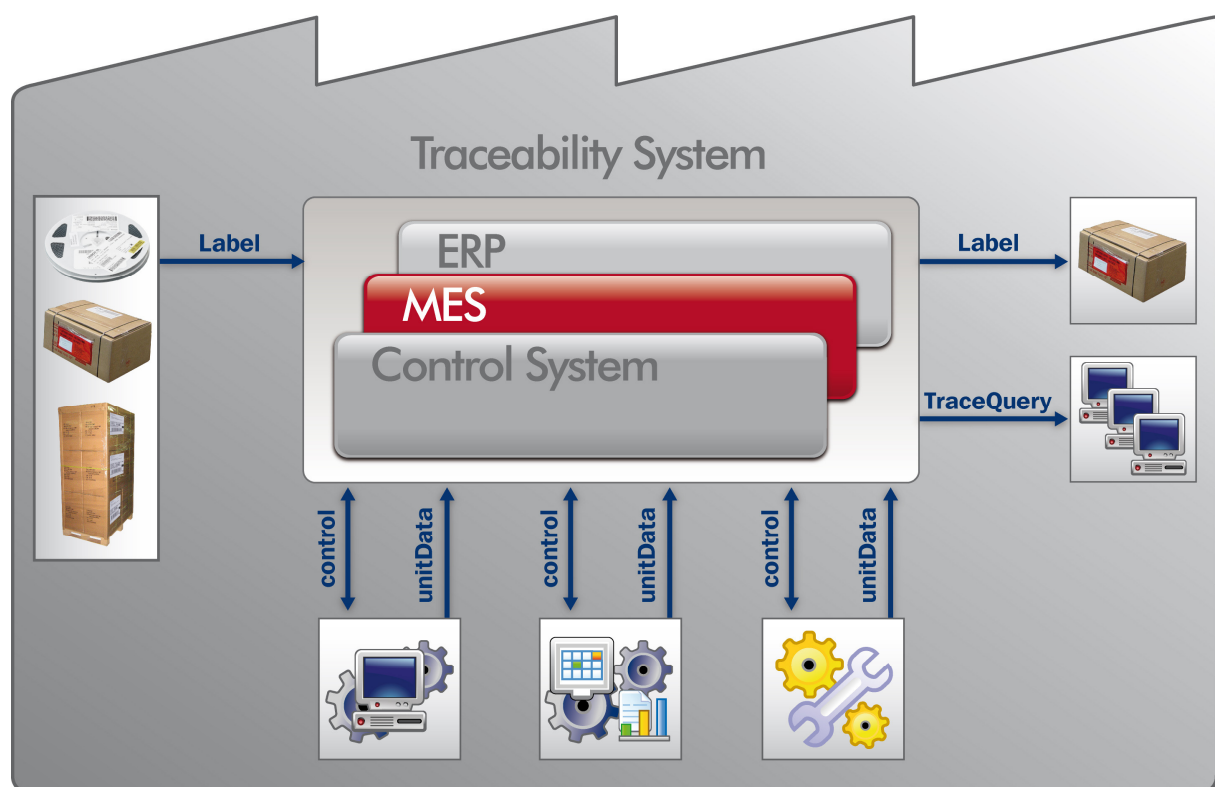 Traceability System
Label
ERP
MES
Control System
Label
TraceQuery
control
unitData
control
unitData
control
unitData